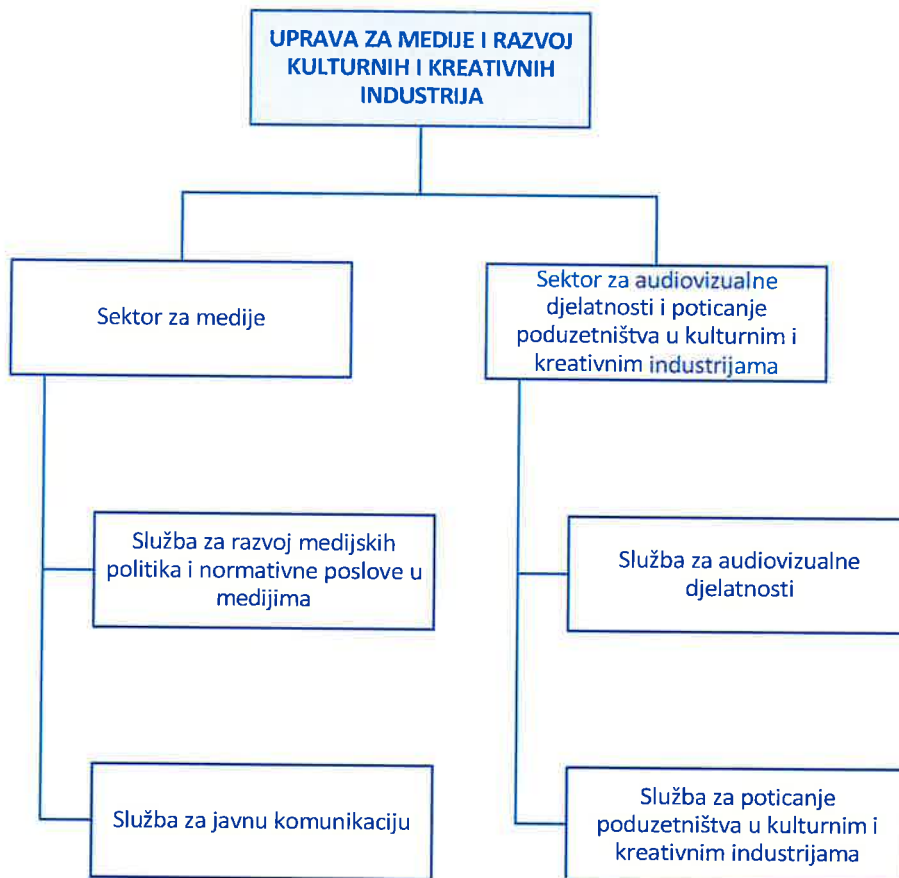 UPRAVA ZA MEDIJE I RAZVOJ
KULTURNIH I KREATIVNIH
INDUSTRIJA
Sektor za medije
Sektor za audiovizualne
djelatnosti i poticanje
poduzetništva u kulturnim i
kreativnim industrijama
Služba za razvoj medijskih
politika i normativne poslove u
medijima
Služba za audiovizualne
djelatnosti
Služba za javnu komunikaciju
Služba za poticanje
poduzetništva u kulturnim i
kreativnim industrijama